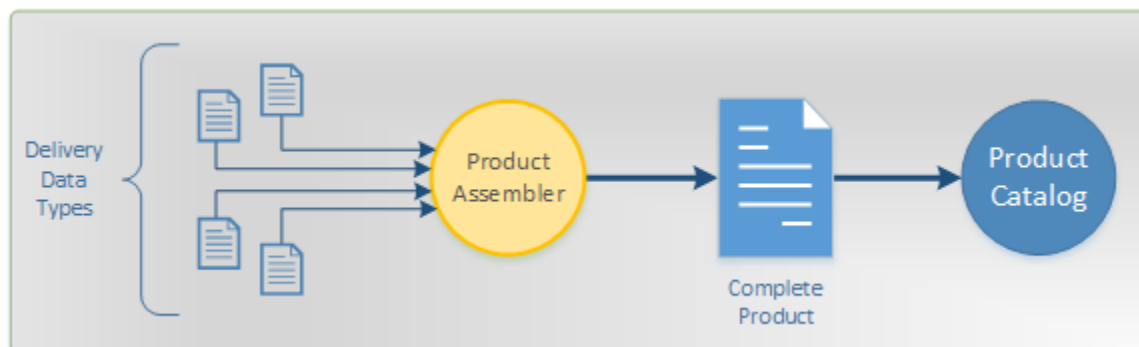 Delivery
Data
Types
Product
Assembler
Complete
Product
Product
Catalog